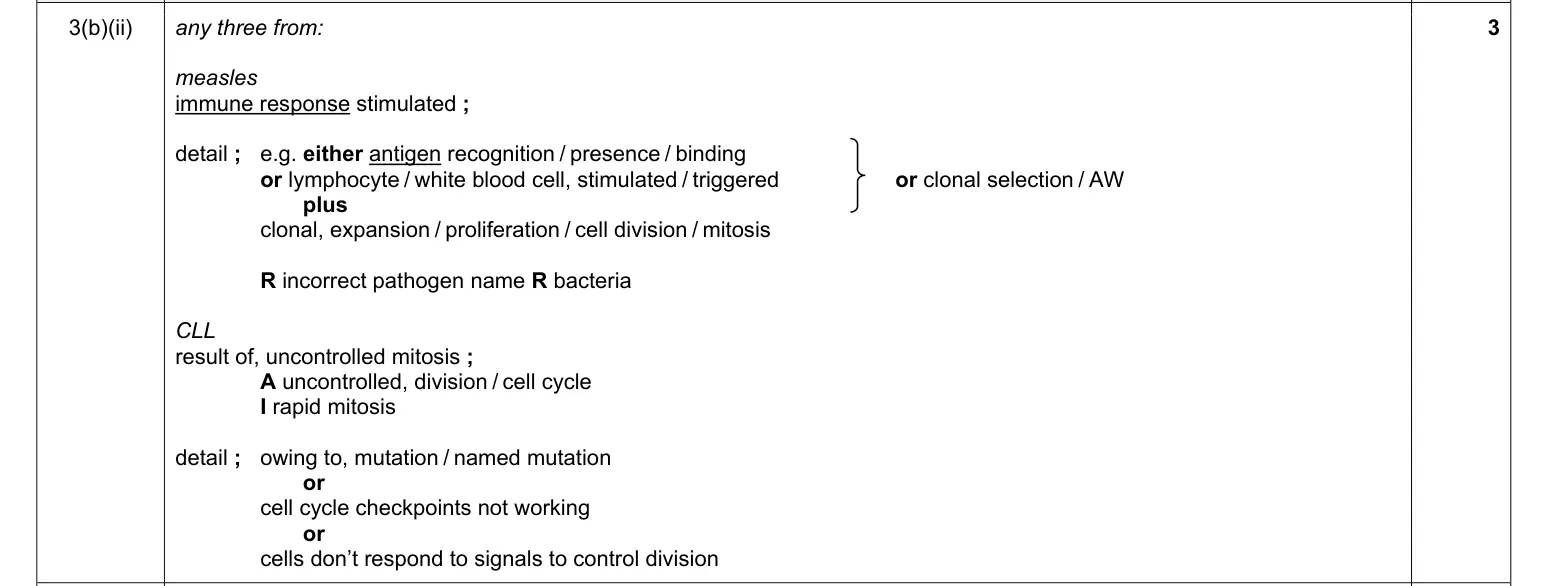 3(b)(ii) any three from: 3
measles
immune response stimulated ;
detail ; e.g. either antigen recognition / presence / binding
or lymphocyte / white blood cell, stimulated / triggered or clonal selection / AW
plus
clonal, expansion / proliferation / cell division / mitosis
R incorrect pathogen name R bacteria
CLL
result of, uncontrolled mitosis ;
A uncontrolled, division / cell cycle
I rapid mitosis
detail ; owing to, mutation / named mutation
or
cell cycle checkpoints not working
or
cells don’t respond to signals to control division